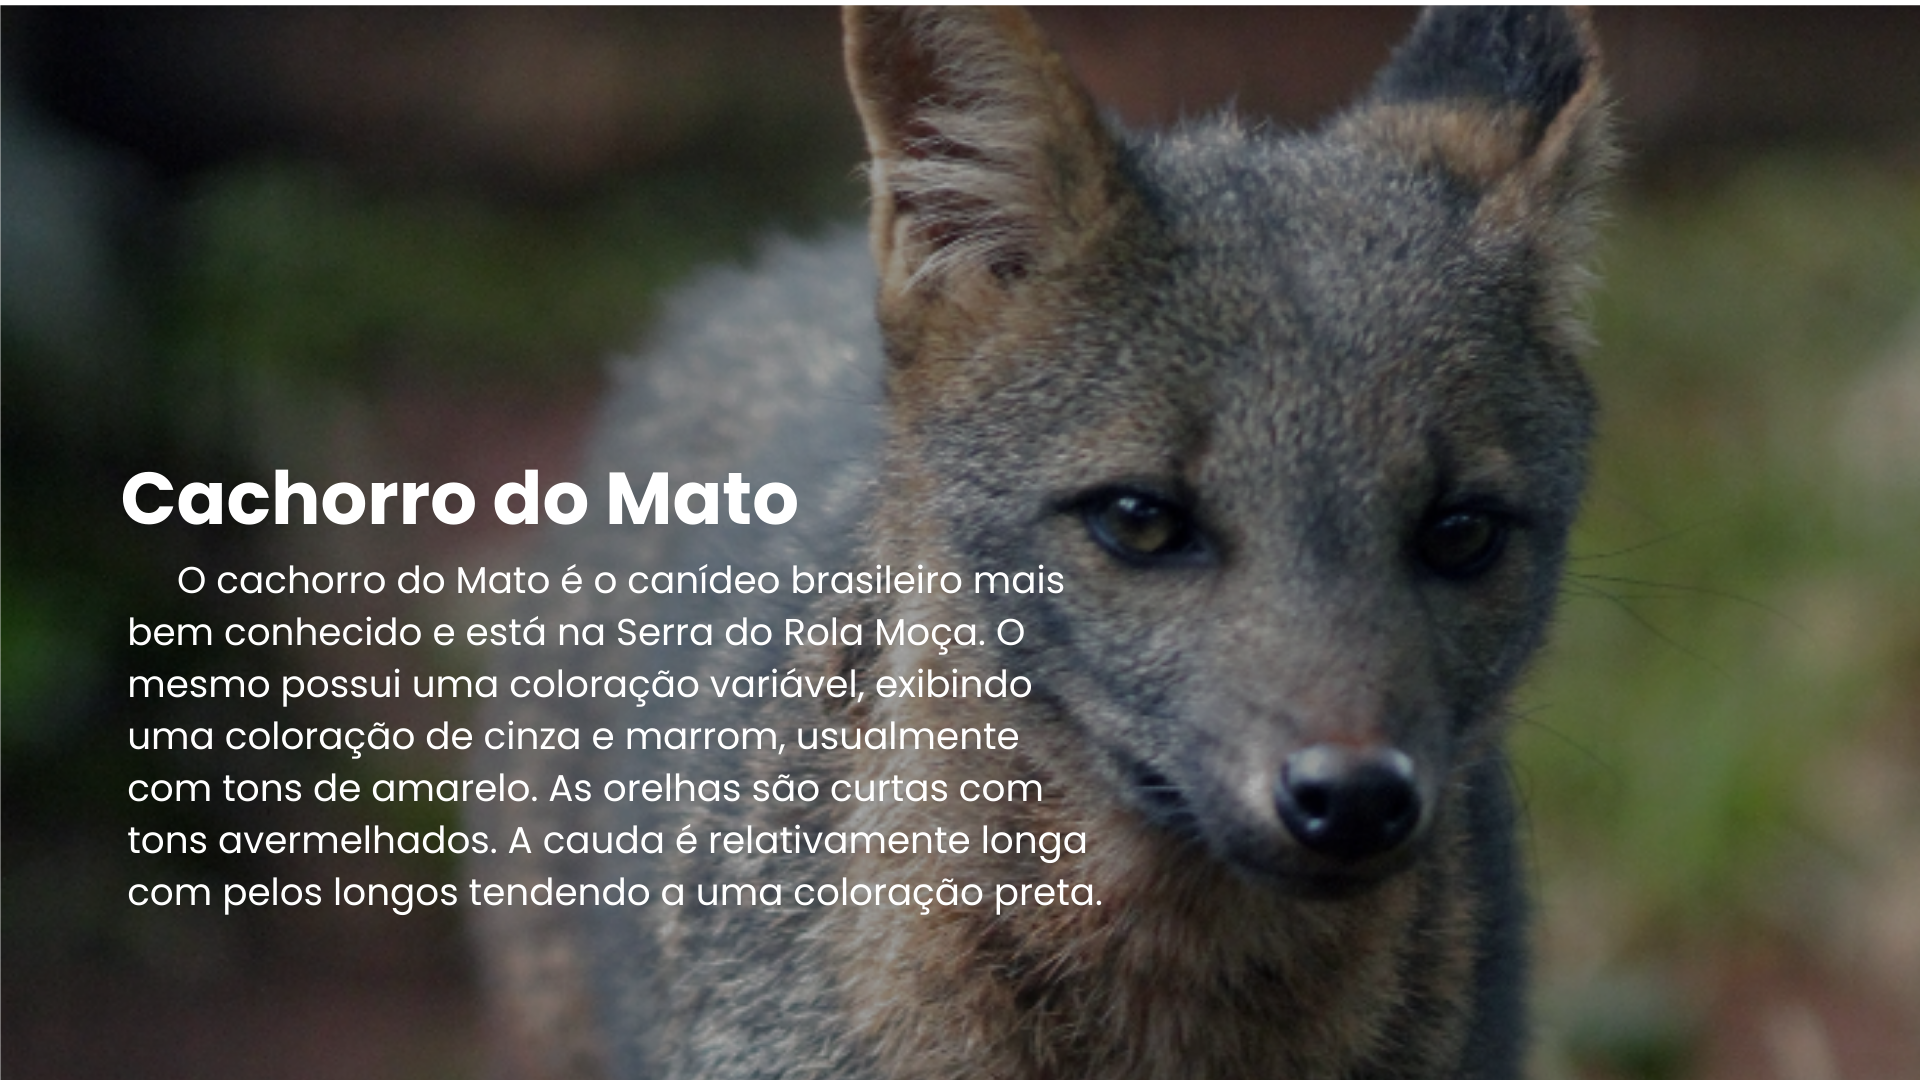 Cachorro do Mato
O cachorro do Mato é o canídeo brasileiro mais
bem conhecido e está na Serra do Rola Moça. O
mesmo possui uma coloração variável, exibindo
uma coloração de cinza e marrom, usualmente
com tons de amarelo. As orelhas são curtas com
tons avermelhados. A cauda é relativamente longa
com pelos longos tendendo a uma coloração preta.